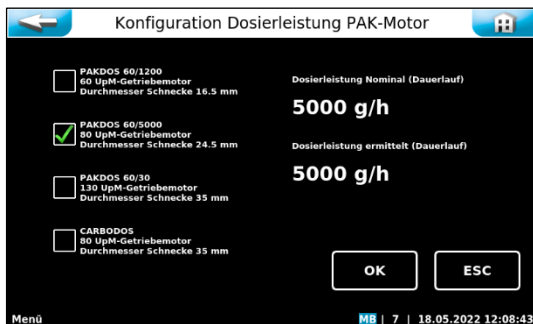 Konfiguration Dosierleistung PAK-Motor
PAKDOS 60/1200
60 UpM-Getriebemotor
Durchmesser Schnecke 16.5 mm
PAKDOS 60/5000
80 UpM-Getriebemotor
Durchmesser Schnecke 24.5 mm
PAKDOS 60/30
130 UpM-Getriebemotor
Durchmesser Schnecke 35 mm
CARBODOS
80 UpM-Getriebemotor
Durchmesser Schnecke 35 mm
Dosierleistung Nominal (Dauerlauf)
5000 g/h
Dosierleistung ermittelt (Dauerlauf)
5000 g/h
OK
ESC
Menü
MB | 7 | 18.05.2022 12:08:43